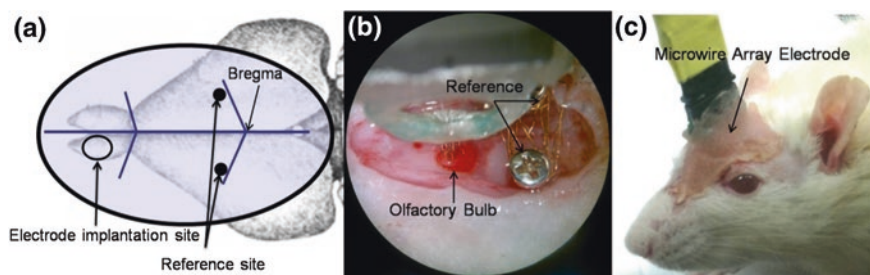 (a)
Bregma
Electrode implantation site
Reference site
(b)
Reference
Olfactory Bulb
(c)
Microwire Array Electrode